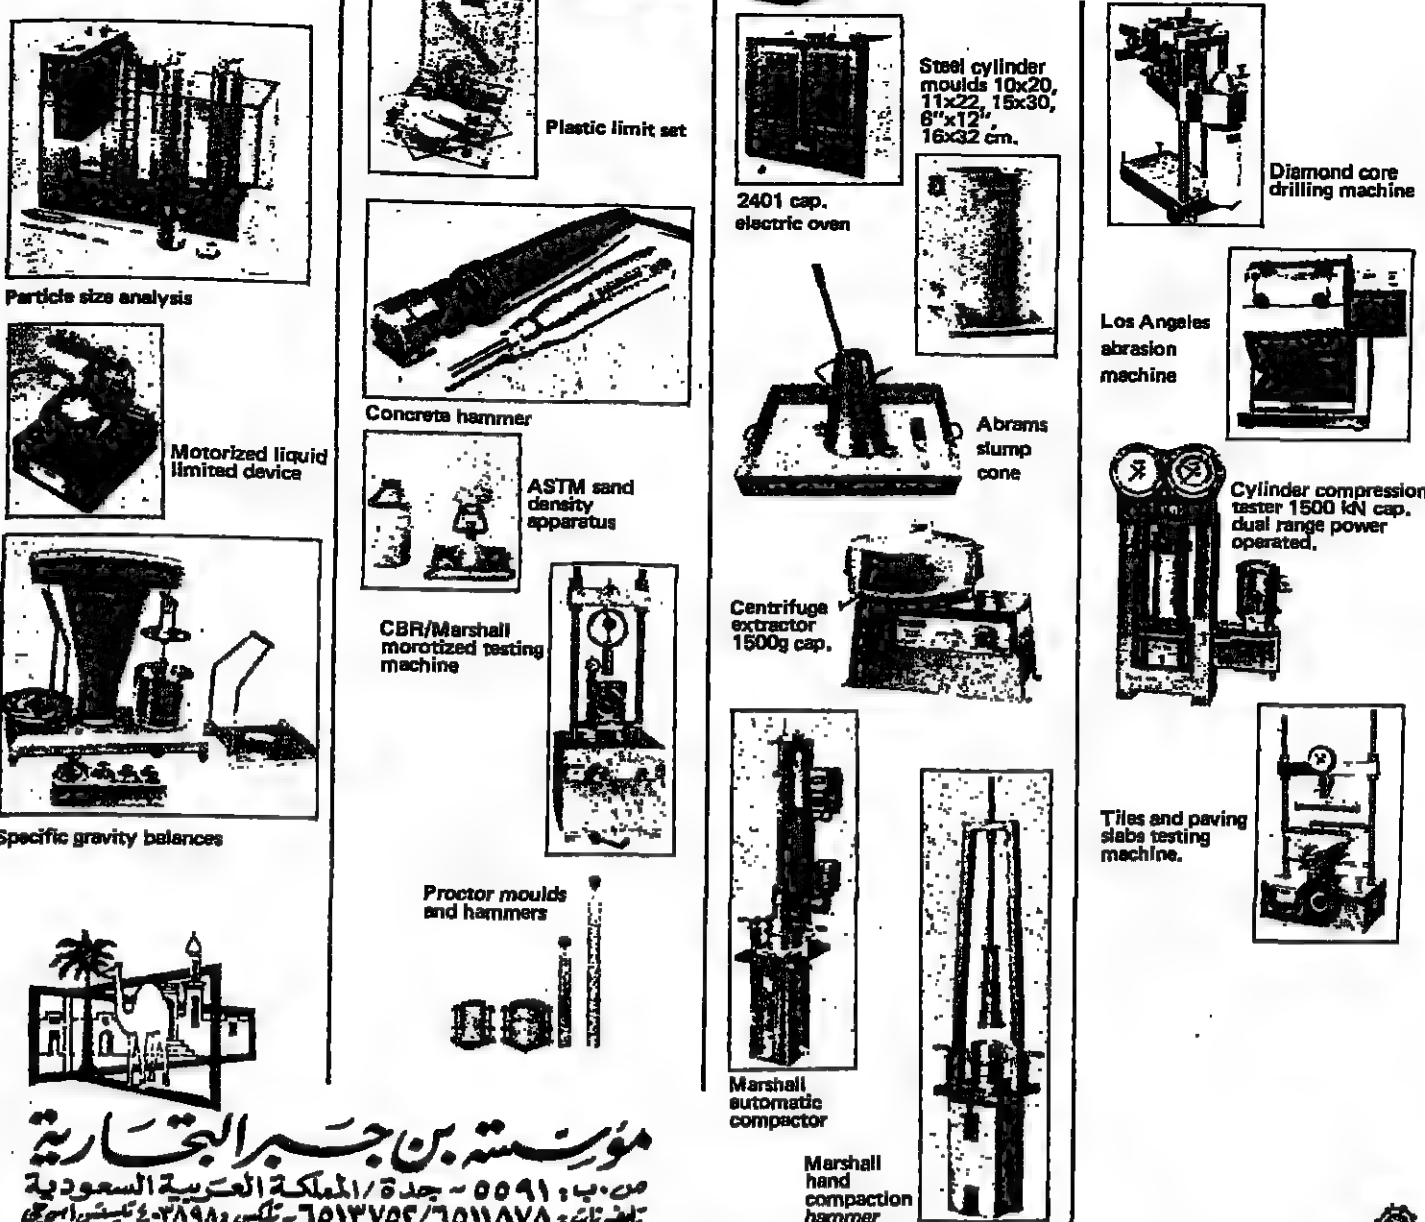 Particle size analysis
Motorized liquid
limited device
Specific gravity balances
Plastic limit set
Concrete hammer
ASTM sand
density
apparatus
CBR/Marshall
morotized testing
machine
Proctor moulds
and hammers
2401 cap.
electric oven
Steel cylinder
moulds 10x20,
11x22, 15x30,
6"x12",
16x32 cm.
Abrams
slump
cone
Centrifuge
extractor
1500g cap.
Marshall
automatic
compactor
Marshall
hand
compaction
hammer
Diamond core
drilling machine
Los Angeles
abrasion
machine
Cylinder compression
tester 1500 kN cap.
dual range power
operated.
Tiles and paving
slabs testing
machine.
مؤسسة بن جبر التجارية
ص.ب: ٥٥٩١ - جدة / المملكة العربية السعودية